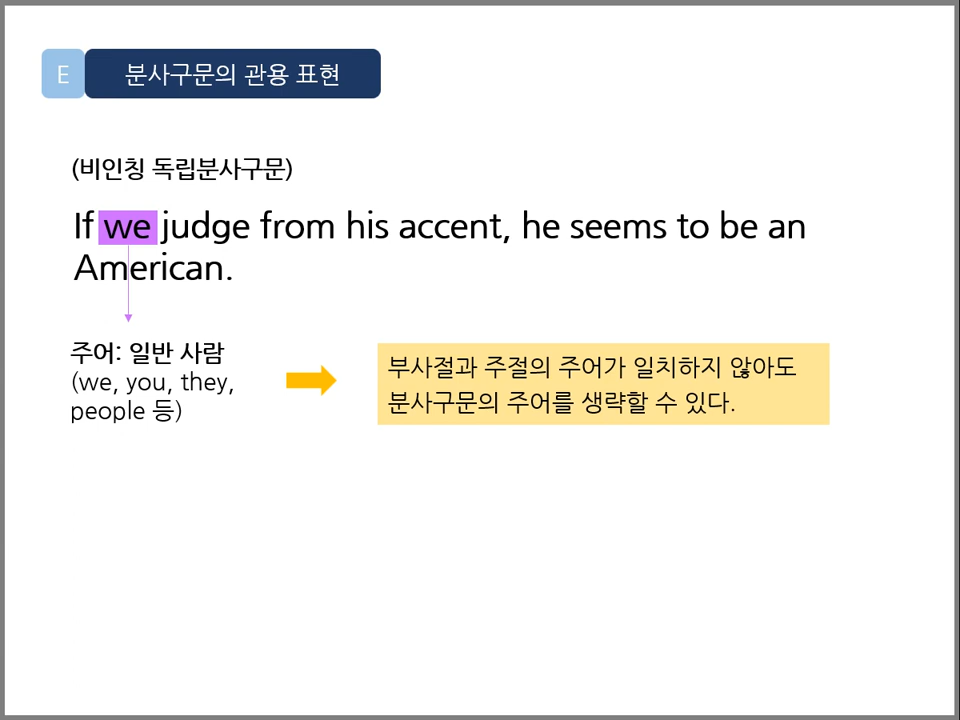 E 분사구문의 관용 표현
(비인칭 독립분사구문)
If we judge from his accent, he seems to be an
American.
주어: 일반 사람
(we, you, they,
people 등)
부사절과 주절의 주어가 일치하지 않아도
분사구문의 주어를 생략할 수 있다.